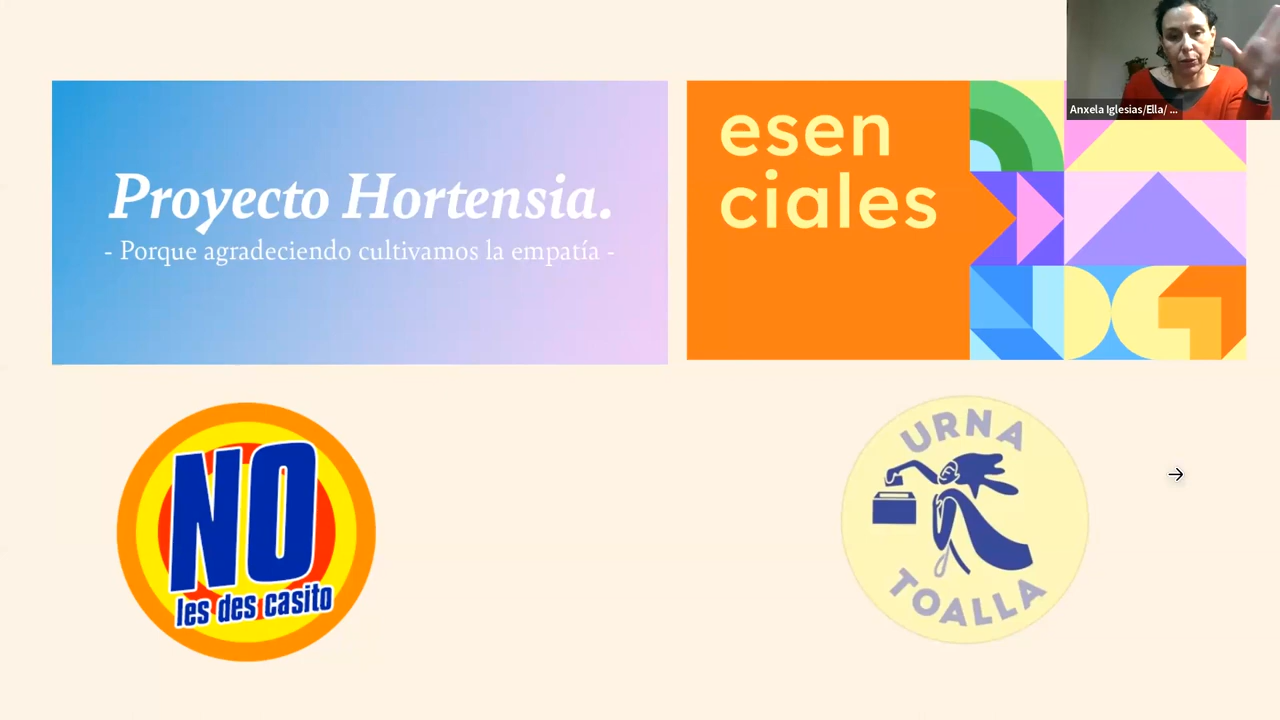 Anxela Iglesias/Ella/ ...
Proyecto Hortensia.
- Porque agradeciendo cultivamos la empatía -
esen
ciales
NO
les des casito
URNA
TOALLA